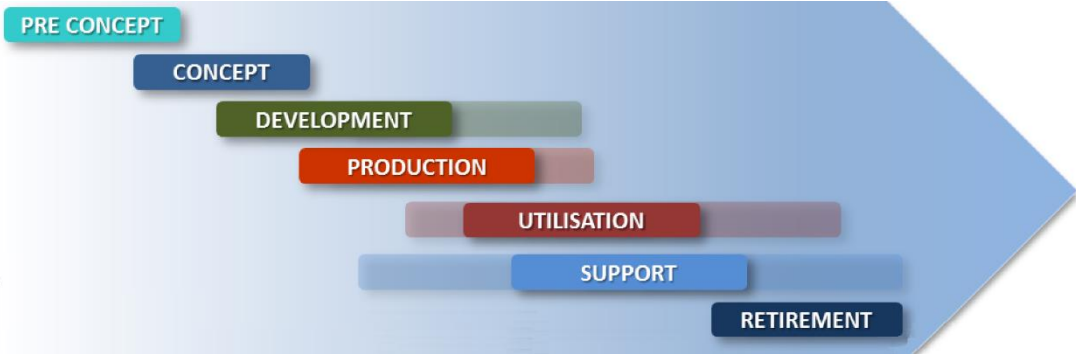 PRE CONCEPT
CONCEPT
DEVELOPMENT
PRODUCTION
UTILISATION
SUPPORT
RETIREMENT